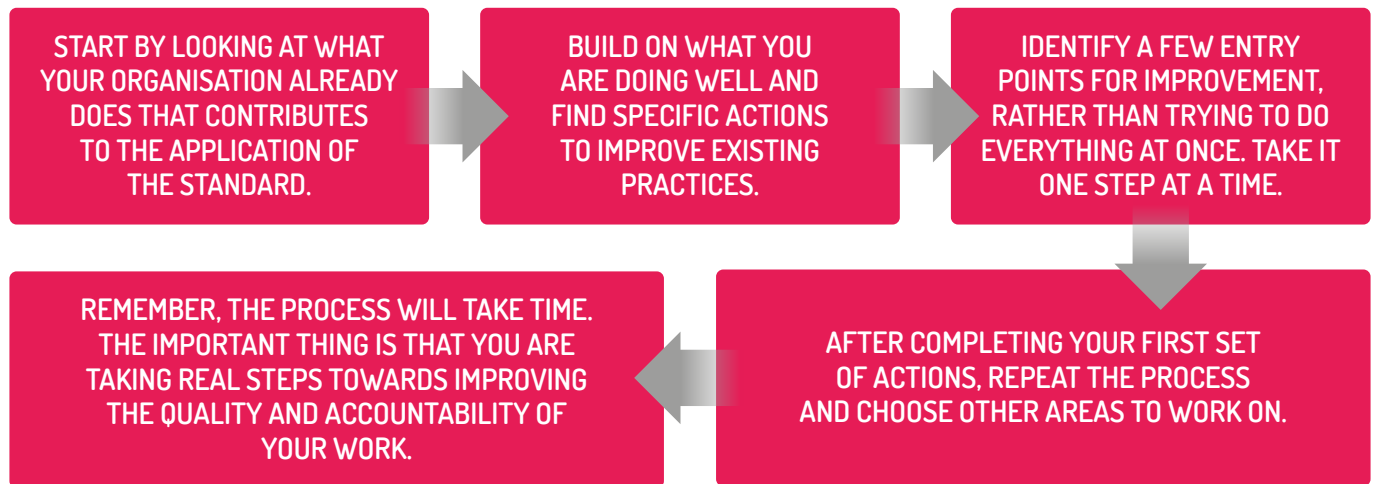 START BY LOOKING AT WHAT
YOUR ORGANISATION ALREADY
DOES THAT CONTRIBUTES
TO THE APPLICATION OF
THE STANDARD.
BUILD ON WHAT YOU
ARE DOING WELL AND
FIND SPECIFIC ACTIONS
TO IMPROVE EXISTING
PRACTICES.
IDENTIFY A FEW ENTRY
POINTS FOR IMPROVEMENT,
RATHER THAN TRYING TO DO
EVERYTHING AT ONCE. TAKE IT
ONE STEP AT A TIME.
AFTER COMPLETING YOUR FIRST SET
OF ACTIONS, REPEAT THE PROCESS
AND CHOOSE OTHER AREAS TO WORK ON.
REMEMBER, THE PROCESS WILL TAKE TIME.
THE IMPORTANT THING IS THAT YOU ARE
TAKING REAL STEPS TOWARDS IMPROVING
THE QUALITY AND ACCOUNTABILITY OF
YOUR WORK.